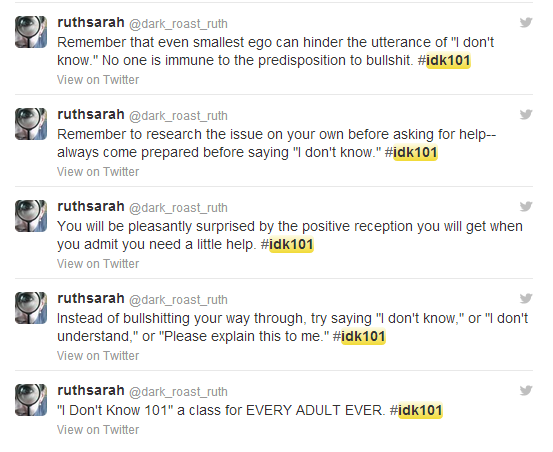 ruthsarah @dark_roast_ruth
Remember that even smallest ego can hinder the utterance of "I don't
know." No one is immune to the predisposition to bullshit. #idk101
View on Twitter
ruthsarah @dark_roast_ruth
Remember to research the issue on your own before asking for help--
always come prepared before saying "I don't know." #idk101
View on Twitter
ruthsarah @dark_roast_ruth
You will be pleasantly surprised by the positive reception you will get when
you admit you need a little help. #idk101
View on Twitter
ruthsarah @dark_roast_ruth
Instead of bullshitting your way through, try saying "I don't know," or "I don't
understand," or "Please explain this to me." #idk101
View on Twitter
ruthsarah @dark_roast_ruth
"I Don't Know 101" a class for EVERY ADULT EVER. #idk101
View on Twitter